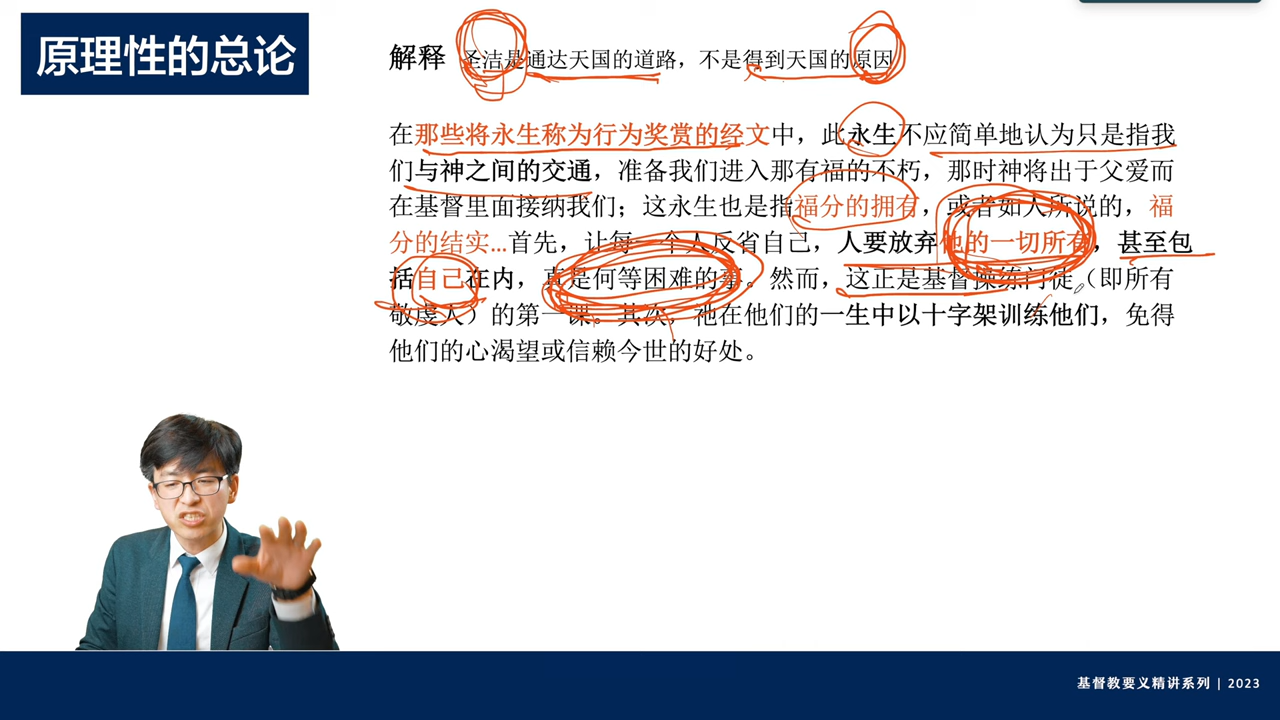 原理性的总论
解释 圣洁是通达天国的道路，不是得到天国的原因
在那些将永生称为行为奖赏的经文中，此永生不应简单地认为只是指我
们与神之间的交通，准备我们进入那有福的不朽，那时神将出于父爱而
在基督里面接纳我们；这永生也是指福分的拥有，或者如人所说的，福
分的结实...首先，让每一个人反省自己，人要放弃他的一切所有，甚至包
括自己在内，真是何等困难的事。然而，这正是基督操练门徒（即所有
敬虔人）的第一课。其次，祂在他们的一生中以十字架训练他们，免得
他们的心渴望或信赖今世的好处。
基督教要义精讲系列 | 2023